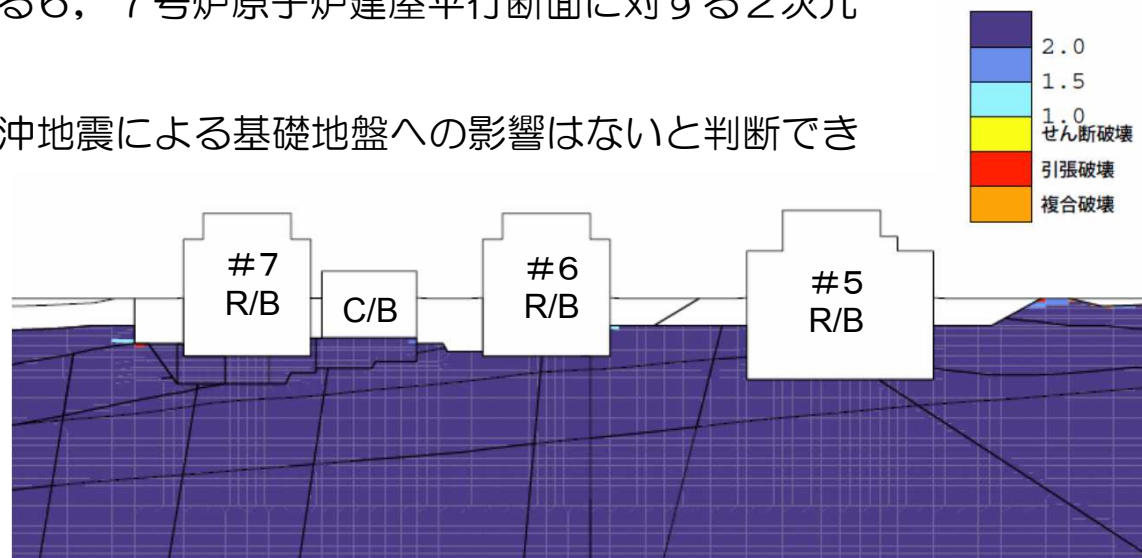 る6，7号炉原子炉建屋平行断面に対する2次元
沖地震による基礎地盤への影響はないと判断でき
2.0
1.5
1.0
せん断破壊
引張破壊
複合破壊
#7
R/B
C/B
#6
R/B
#5
R/B